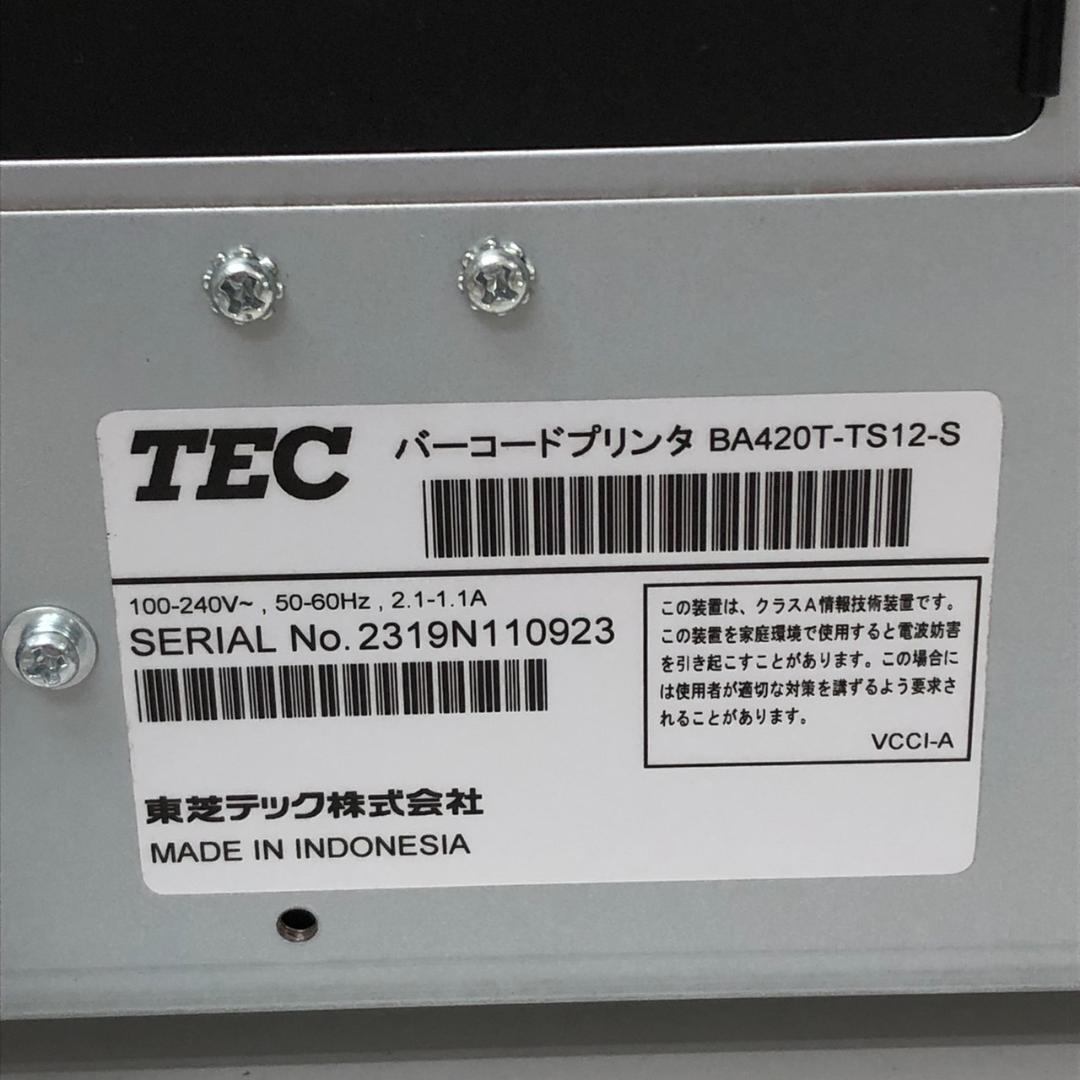 TEC バーコードプリンタ BA420T-TS12-S
100-240V~ , 50-60Hz , 2.1-1.1A
SERIAL No. 2319N110923
この装置は、クラスA情報技術装置です。
この装置を家庭環境で使用すると電波妨害
を引き起こすことがあります。この場合に
は使用者が適切な対策を講ずるよう要求さ
れることがあります。
VCCI-A
東芝テック株式会社
MADE IN INDONESIA